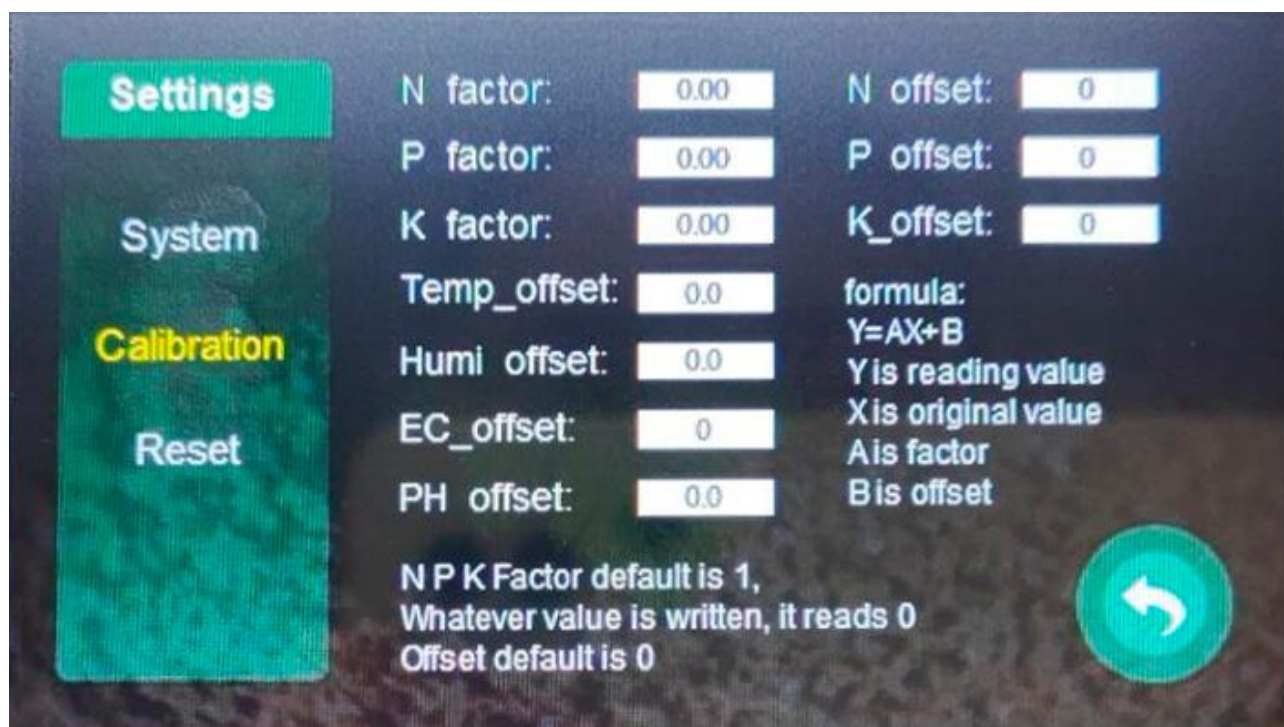 Settings
System
Calibration
Reset
N factor: 0.00 N offset: 0
P factor: 0.00 P offset: 0
K factor: 0.00 K_offset: 0
Temp_offset: 0.0
Humi offset: 0.0
EC_offset: 0
PH offset: 0.0
formula:
Y=AX+B
Y is reading value
X is original value
A is factor
B is offset
N P K Factor default is 1,
Whatever value is written, it reads 0
Offset default is 0